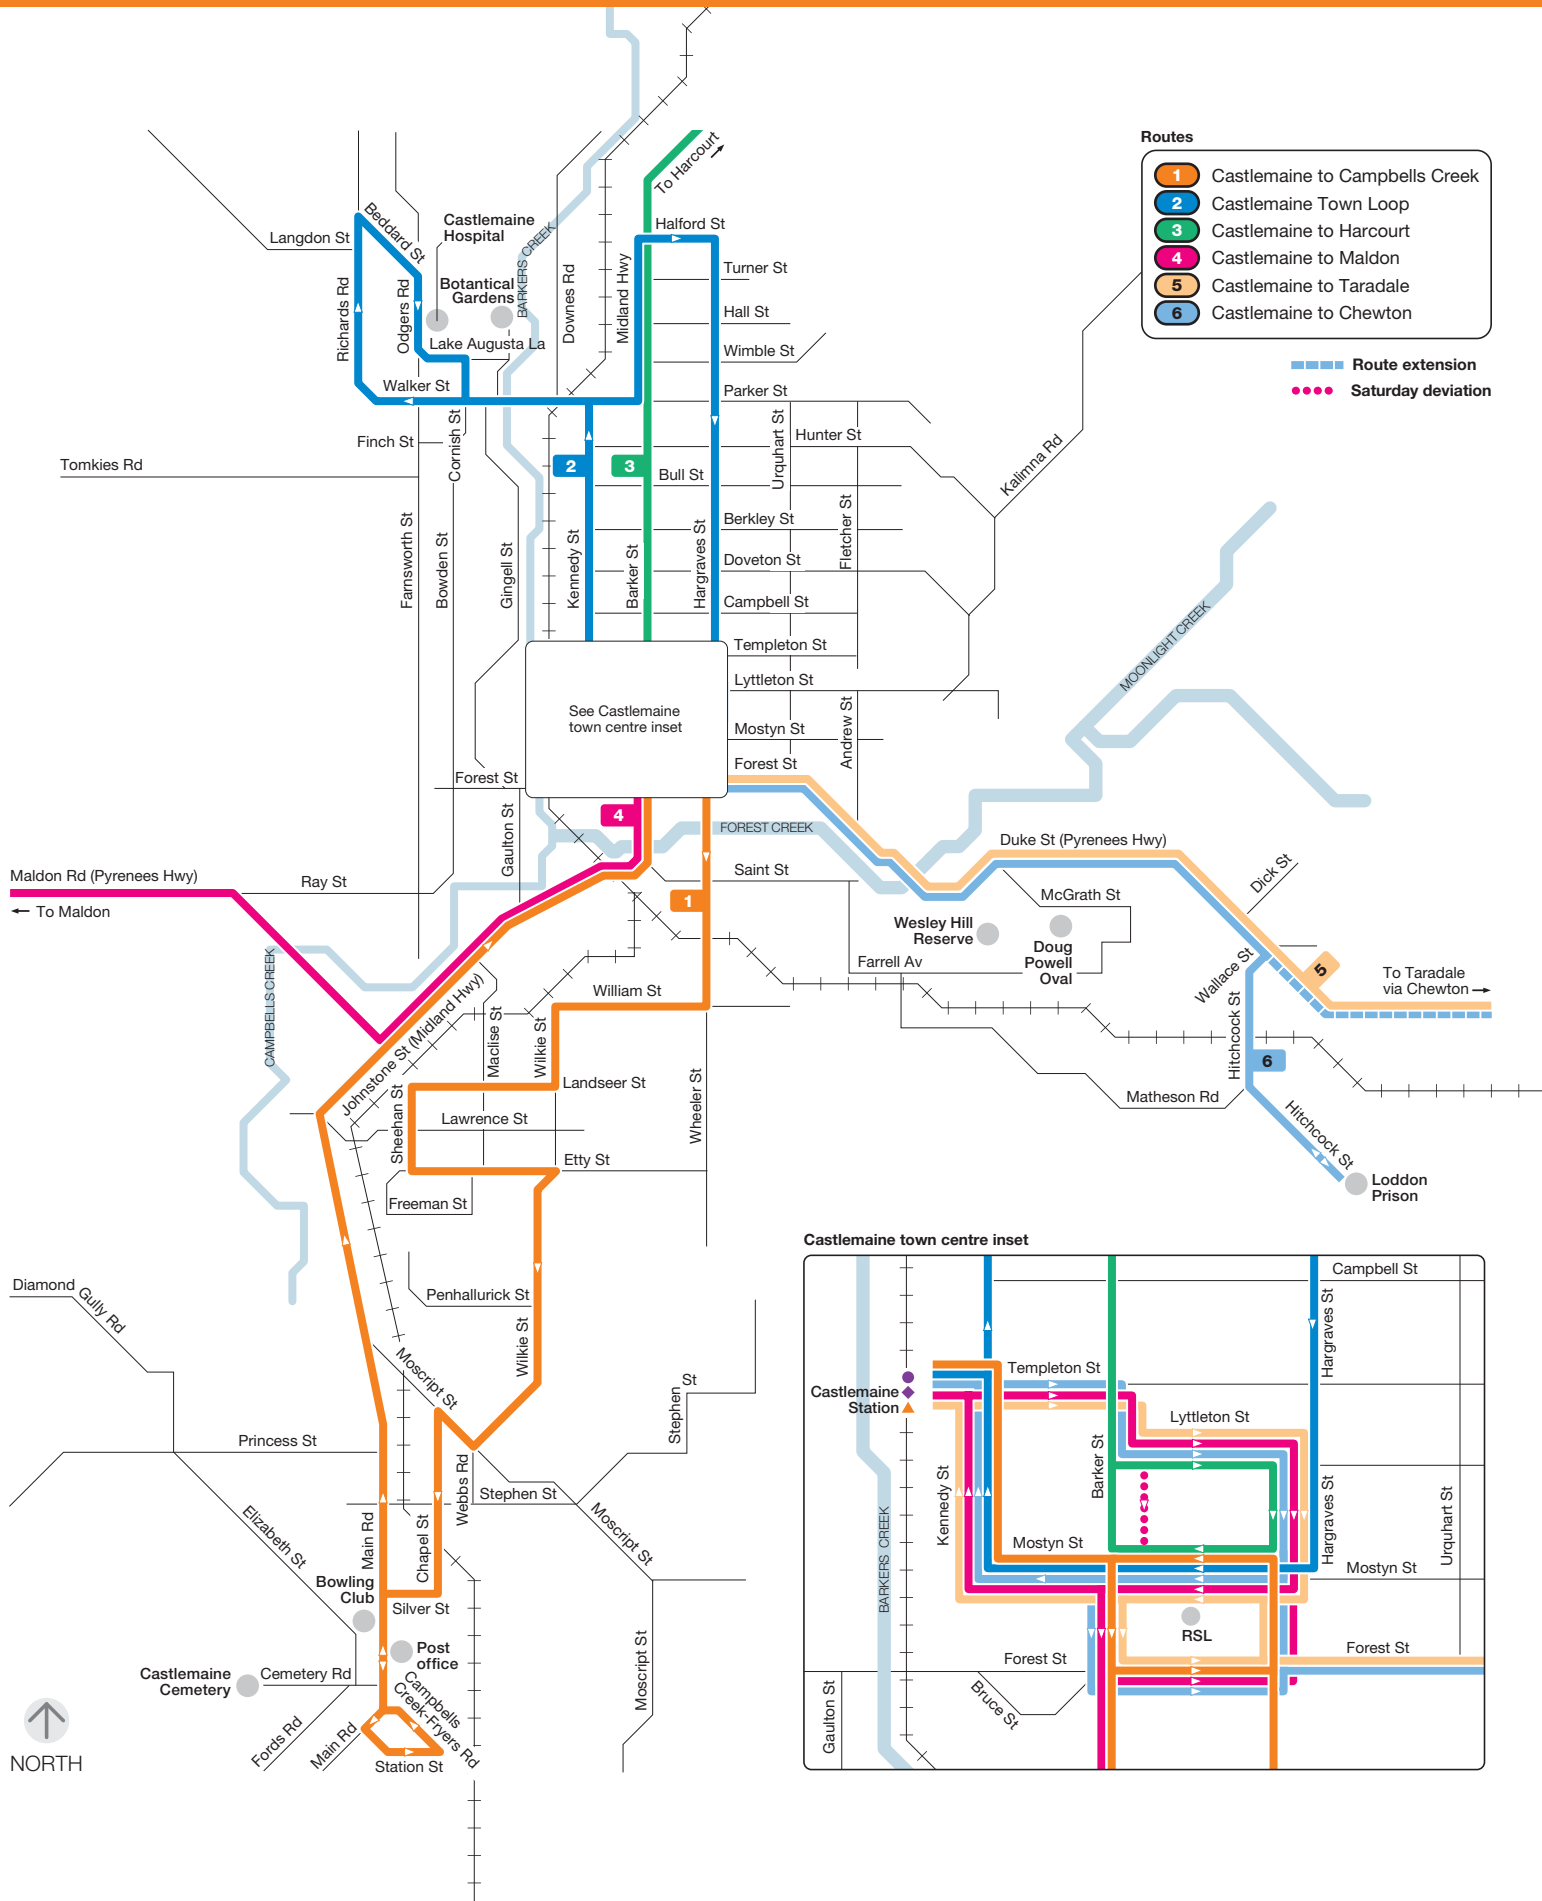 Routes
1 Castlemaine to Campbells Creek
2 Castlemaine Town Loop
3 Castlemaine to Harcourt
4 Castlemaine to Maldon
5 Castlemaine to Taradale
6 Castlemaine to Chewton
Route extension
Saturday deviation
To Harcourt
Langdon St
Beddard St
Castlemaine
Hospital
BARKERS CREEK
Halford St
Richards Rd
Odgers Rd
Botanical
Gardens
Downes Rd
Midland Hwy
Turner St
Hall St
Lake Augusta La
Wimble St
Walker St
Parker St
Finch St
Cornish St
Urquhart St
Hunter St
Tomkies Rd
2
3
Bull St
Kalimna Rd
Farnsworth St
Bowden St
Gingell St
Kennedy St
Barker St
Hargraves St
Berkley St
Fletcher St
Doveton St
Campbell St
Templeton St
Lyttleton St
MOONLIGHT CREEK
See Castlemaine
town centre inset
Mostyn St
Andrew St
Forest St
Forest St
Gaulton St
4
FOREST CREEK
Duke St (Pyrenees Hwy)
Maldon Rd (Pyrenees Hwy)
Ray St
Saint St
McGrath St
Dick St
To Maldon
1
Wesley Hill
Reserve
Doug
Powell
Oval
CAMPBELLS CREEK
Farrell Av
Wallace St
5
To Taradale
via Chewton
William St
Johnstone St (Midland Hwy)
Maclise St
Wilkie St
Hitchcock St
6
Landseer St
Sheehan St
Lawrence St
Wheeler St
Matheson Rd
Hitchcock St
Etty St
Freeman St
Loddon
Prison
Diamond
Gully Rd
Penhallurick St
Wilkie St
Moscript St
Stephen
St
Princess St
Webbs Rd
Stephen St
Elizabeth St
Main Rd
Chapel St
Moscript St
Bowling
Club
Silver St
Post
office
Moscript St
Castlemaine
Cemetery
Cemetery Rd
Campbells
Creek-Fryers Rd
Fords Rd
Main Rd
Station St
NORTH
Castlemaine town centre inset
Campbell St
Hargraves St
Templeton St
Castlemaine
Station
Lyttleton St
Barker St
Kennedy St
Hargraves St
Urquhart St
Mostyn St
Mostyn St
BARKERS CREEK
RSL
Forest St
Forest St
Gaulton St
Bruce St